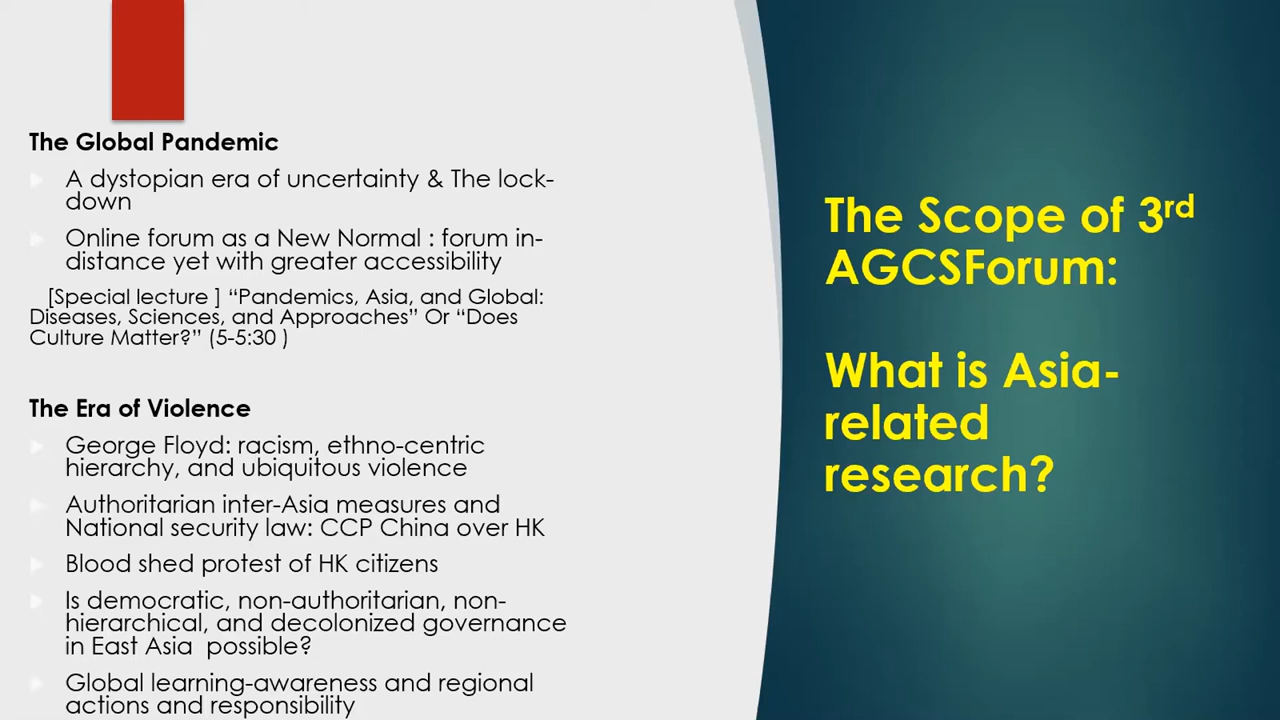 The Global Pandemic
A dystopian era of uncertainty & The lock-
down
Online forum as a New Normal : forum in-
distance yet with greater accessibility
[Special lecture ] “Pandemics, Asia, and Global:
Diseases, Sciences, and Approaches” Or “Does
Culture Matter?” (5-5:30 )
The Era of Violence
George Floyd: racism, ethno-centric
hierarchy, and ubiquitous violence
Authoritarian inter-Asia measures and
National security law: CCP China over HK
Blood shed protest of HK citizens
Is democratic, non-authoritarian, non-
hierarchical, and decolonized governance
in East Asia  possible?
Global learning-awareness and regional
actions and responsibility
The Scope of 3rd
AGCSForum:
What is Asia-
related
research?